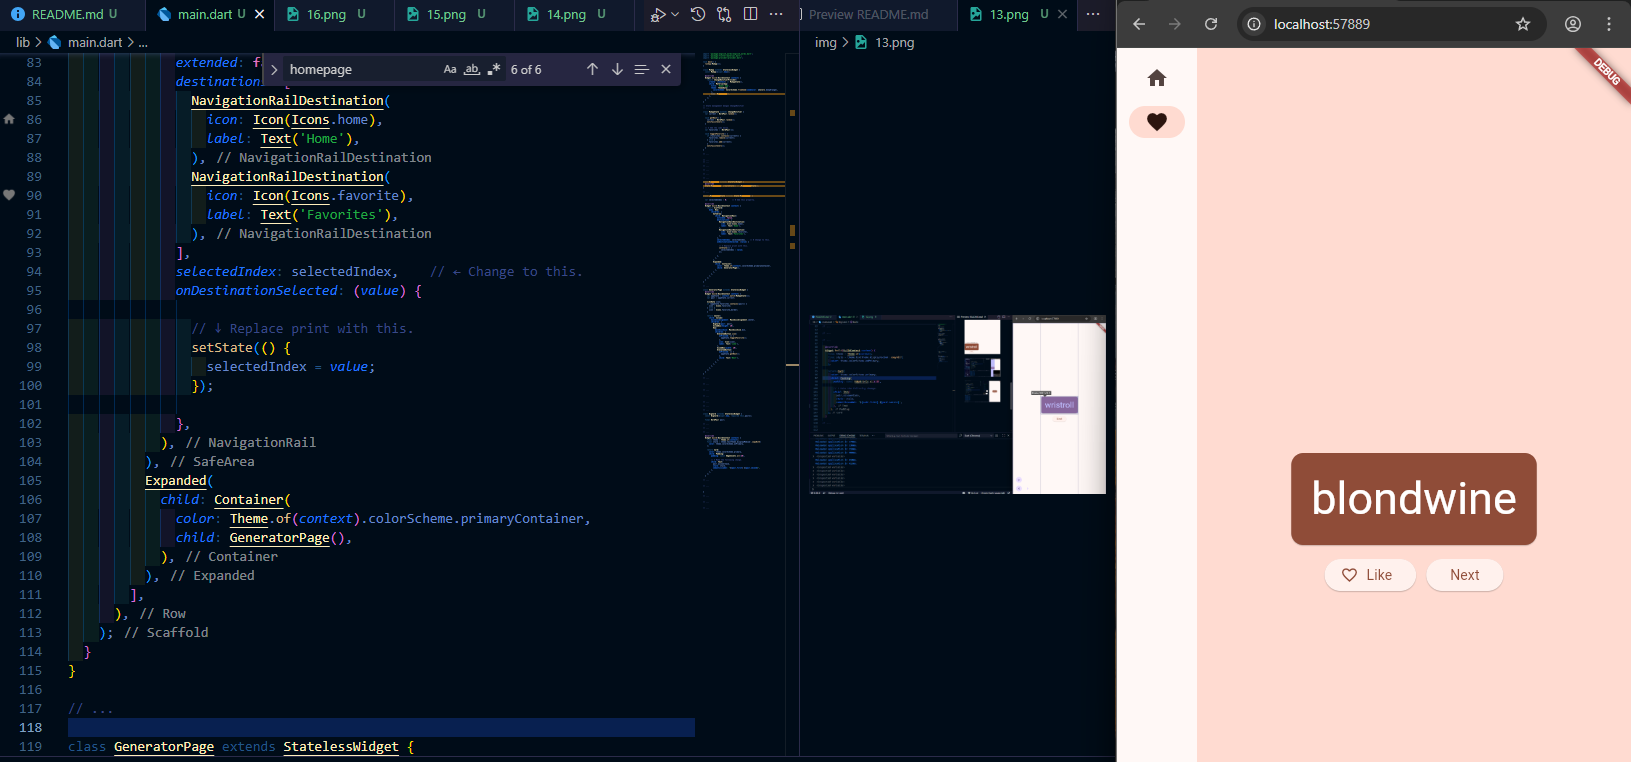 README.md U
main.dart U
16.png U
15.png U
14.png U
Preview README.md
13.png U
lib > main.dart > ...
img > 13.png
homepage
Aa ab .*
6 of 6
83 extended: f
84 destination
85 NavigationRailDestination(
86 icon: Icon(Icons.home),
87 label: Text('Home'),
88 ), // NavigationRailDestination
89 NavigationRailDestination(
90 icon: Icon(Icons.favorite),
91 label: Text('Favorites'),
92 ), // NavigationRailDestination
93 ],
94 selectedIndex: selectedIndex, // ← Change to this.
95 onDestinationSelected: (value) {
96
97 // ↓ Replace print with this.
98 setState(() {
99 selectedIndex = value;
100 });
101
102 },
103 ), // NavigationRail
104 ), // SafeArea
105 Expanded(
106 child: Container(
107 color: Theme.of(context).colorScheme.primaryContainer,
108 child: GeneratorPage(),
109 ), // Container
110 ), // Expanded
111 ],
112 ), // Row
113 ); // Scaffold
114 }
115 }
116
117 // ...
118
119 class GeneratorPage extends StatelessWidget {
wristroll
localhost:57889
DEBUG
blondwine
Like
Next